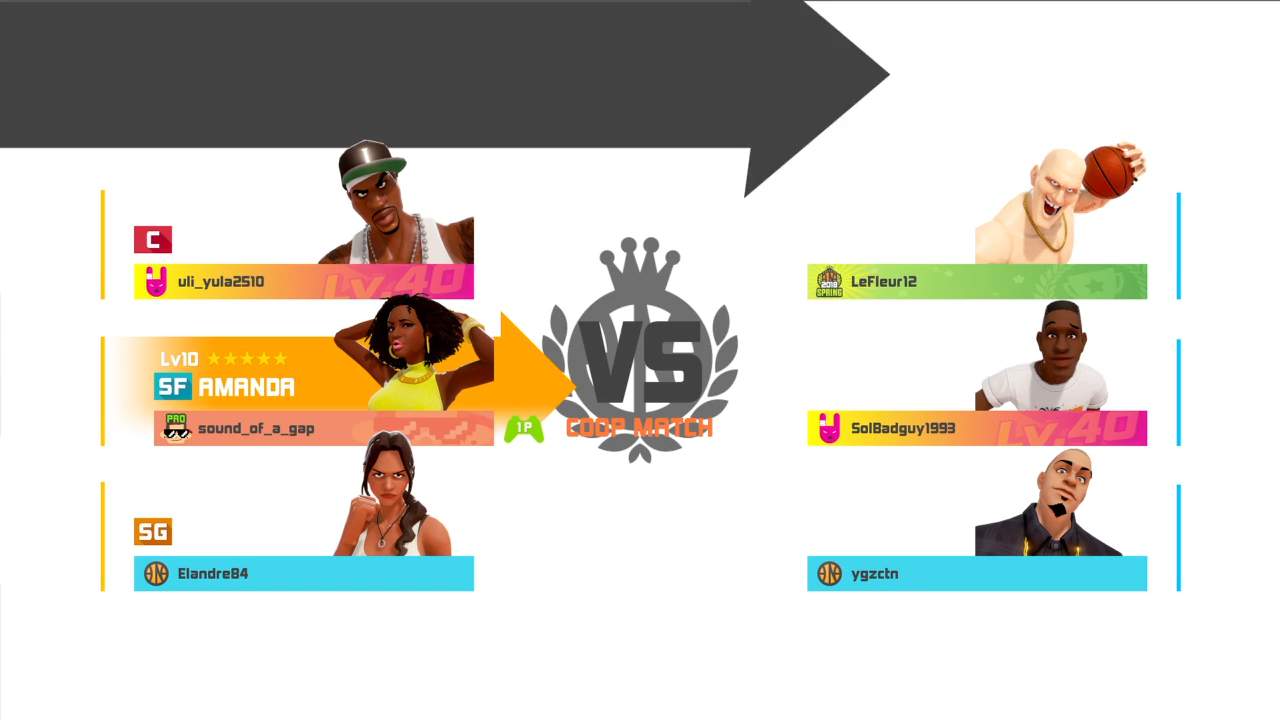 C
uli_yula2510
Lv.40
Lv10
SF AMANDA
PRO
sound_of_a_gap
1P
SG
Elandre84
VS
COOP MATCH
2018
SPRING
LeFleur12
SolBadguy1993
Lv.40
ygzctn